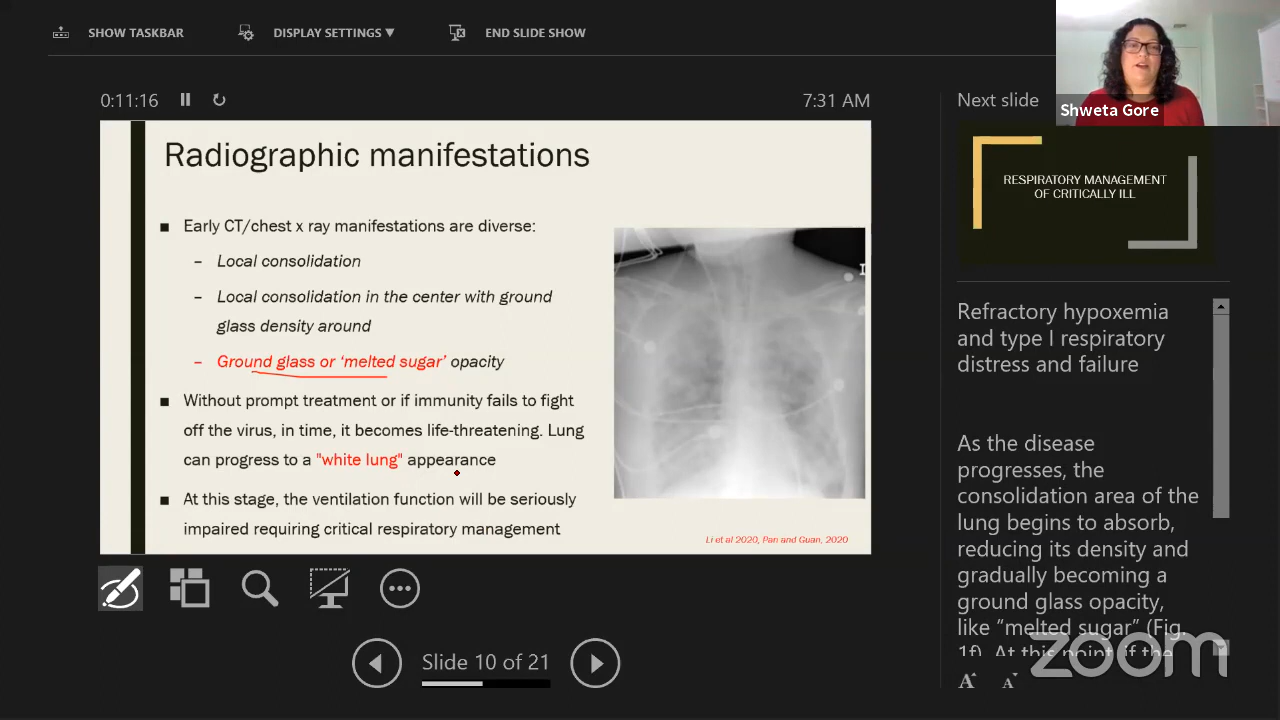 SHOW TASKBAR
DISPLAY SETTINGS ▼
END SLIDE SHOW
0:11:16
7:31 AM
Radiographic manifestations
■ Early CT/chest x ray manifestations are diverse:
– Local consolidation
– Local consolidation in the center with ground
glass density around
– Ground glass or ‘melted sugar’ opacity
■ Without prompt treatment or if immunity fails to fight
off the virus, in time, it becomes life-threatening. Lung
can progress to a "white lung" appearance
■ At this stage, the ventilation function will be seriously
impaired requiring critical respiratory management
Li et al 2020, Pan and Guan, 2020
Slide 10 of 21
Next slide
Shweta Gore
RESPIRATORY MANAGEMENT
OF CRITICALLY ILL
Refractory hypoxemia
and type I respiratory
distress and failure
As the disease
progresses, the
consolidation area of the
lung begins to absorb,
reducing its density and
gradually becoming a
ground glass opacity,
like “melted sugar” (Fig.
1f). At this point, if the
A A
zoom